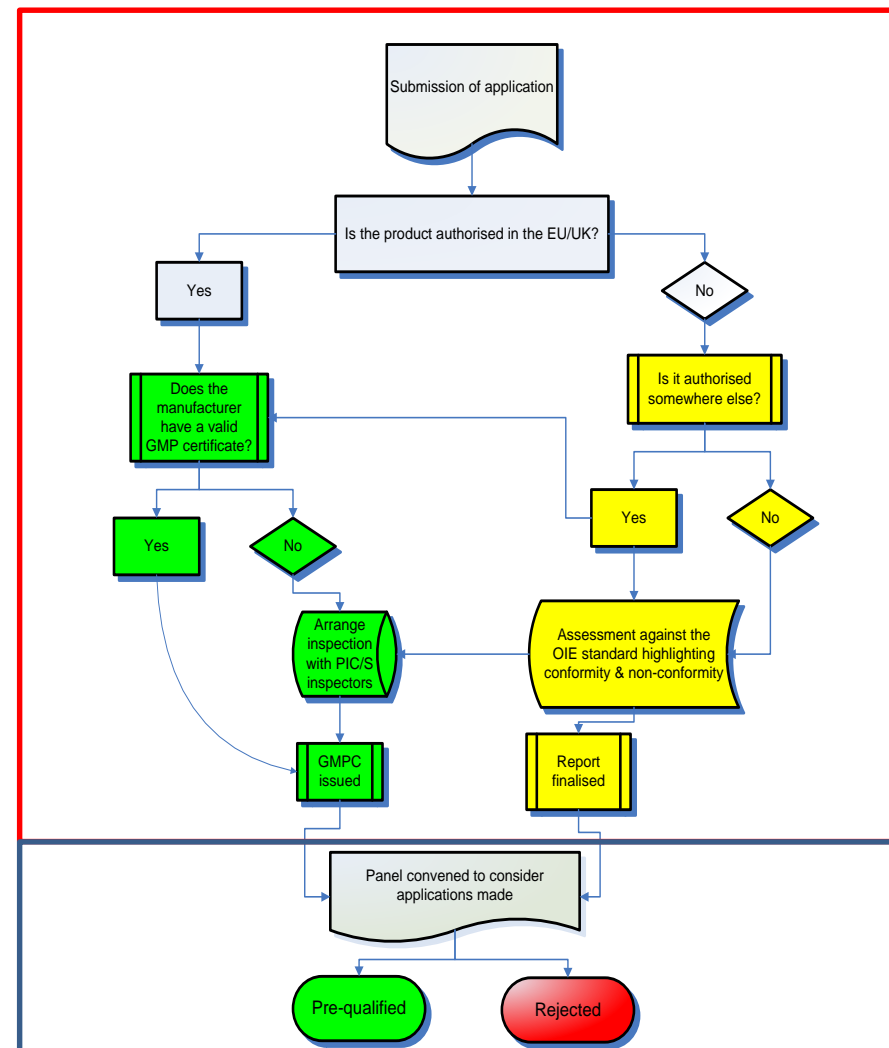 Submission of application
Is the product authorised in the EU/UK?
Yes
No
Does the
manufacturer
have a valid
GMP certificate?
Is it authorised
somewhere else?
Yes
No
Yes
No
Arrange
inspection
with PIC/S
inspectors
Assessment against the
OIE standard highlighting
conformity & non-conformity
GMPC
issued
Report
finalised
Panel convened to consider
applications made
Pre-qualified
Rejected